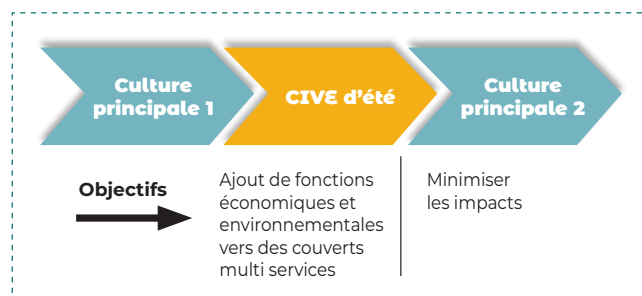 Culture
principale 1
CIVE d'été
Culture
principale 2
Objectifs
Ajout de fonctions
économiques et
environnementales
vers des couverts
multi services
Minimiser
les impacts